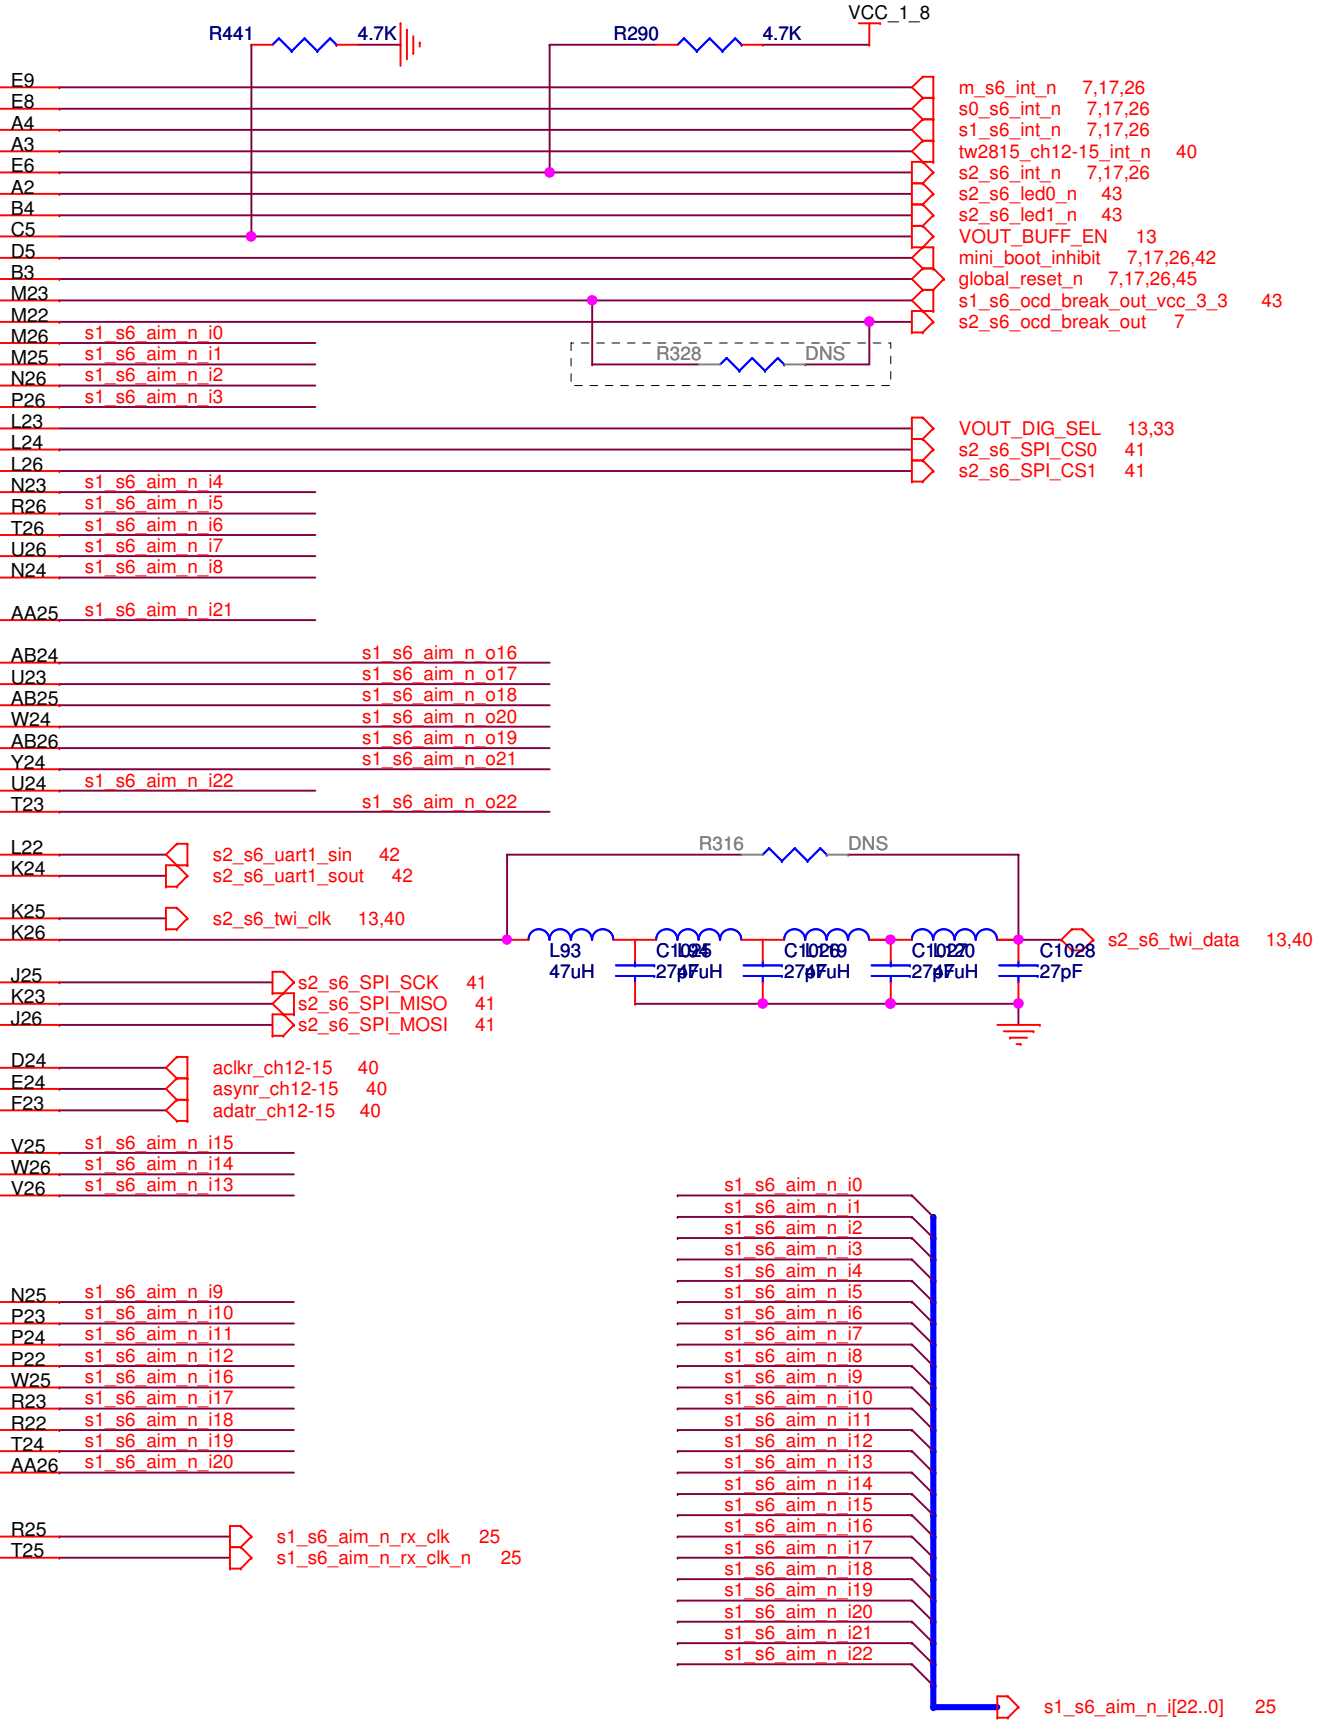 VCC_1_8
R441 4.7K R290 4.7K
E9 m_s6_int_n 7,17,26
E8 s0_s6_int_n 7,17,26
A4 s1_s6_int_n 7,17,26
A3 tw2815_ch12-15_int_n 40
E6 s2_s6_int_n 7,17,26
A2 s2_s6_led0_n 43
B4 s2_s6_led1_n 43
C5 VOUT_BUFF_EN 13
D5 mini_boot_inhibit 7,17,26,42
B3 global_reset_n 7,17,26,45
M23 s1_s6_ocd_break_out_vcc_3_3 43
M22 s2_s6_ocd_break_out 7
M26 s1_s6_aim_n_i0
M25 s1_s6_aim_n_i1 R328 DNS
N26 s1_s6_aim_n_i2
P26 s1_s6_aim_n_i3
L23 VOUT_DIG_SEL 13,33
L24 s2_s6_SPI_CS0 41
L26 s2_s6_SPI_CS1 41
N23 s1_s6_aim_n_i4
R26 s1_s6_aim_n_i5
T26 s1_s6_aim_n_i6
U26 s1_s6_aim_n_i7
N24 s1_s6_aim_n_i8
AA25 s1_s6_aim_n_i21
AB24 s1_s6_aim_n_o16
U23 s1_s6_aim_n_o17
AB25 s1_s6_aim_n_o18
W24 s1_s6_aim_n_o20
AB26 s1_s6_aim_n_o19
Y24 s1_s6_aim_n_o21
U24 s1_s6_aim_n_i22
T23 s1_s6_aim_n_o22
R316 DNS
L22 s2_s6_uart1_sin 42
K24 s2_s6_uart1_sout 42
K25 s2_s6_twi_clk 13,40
K26 s2_s6_twi_data 13,40
L93 C1028
47uH 27pF 47uH 27pF 47uH 27pF 47uH 27pF
J25 s2_s6_SPI_SCK 41
K23 s2_s6_SPI_MISO 41
J26 s2_s6_SPI_MOSI 41
D24 aclkr_ch12-15 40
E24 asynr_ch12-15 40
F23 adatr_ch12-15 40
V25 s1_s6_aim_n_i15
W26 s1_s6_aim_n_i14
V26 s1_s6_aim_n_i13
s1_s6_aim_n_i0
s1_s6_aim_n_i1
s1_s6_aim_n_i2
s1_s6_aim_n_i3
s1_s6_aim_n_i4
N25 s1_s6_aim_n_i9 s1_s6_aim_n_i5
P23 s1_s6_aim_n_i10 s1_s6_aim_n_i6
P24 s1_s6_aim_n_i11 s1_s6_aim_n_i7
P22 s1_s6_aim_n_i12 s1_s6_aim_n_i8
W25 s1_s6_aim_n_i16 s1_s6_aim_n_i9
R23 s1_s6_aim_n_i17 s1_s6_aim_n_i10
R22 s1_s6_aim_n_i18 s1_s6_aim_n_i11
T24 s1_s6_aim_n_i19 s1_s6_aim_n_i12
AA26 s1_s6_aim_n_i20 s1_s6_aim_n_i13
s1_s6_aim_n_i14
s1_s6_aim_n_i15
R25 s1_s6_aim_n_rx_clk 25 s1_s6_aim_n_i16
T25 s1_s6_aim_n_rx_clk_n 25 s1_s6_aim_n_i17
s1_s6_aim_n_i18
s1_s6_aim_n_i19
s1_s6_aim_n_i20
s1_s6_aim_n_i21
s1_s6_aim_n_i22
s1_s6_aim_n_i[22..0] 25